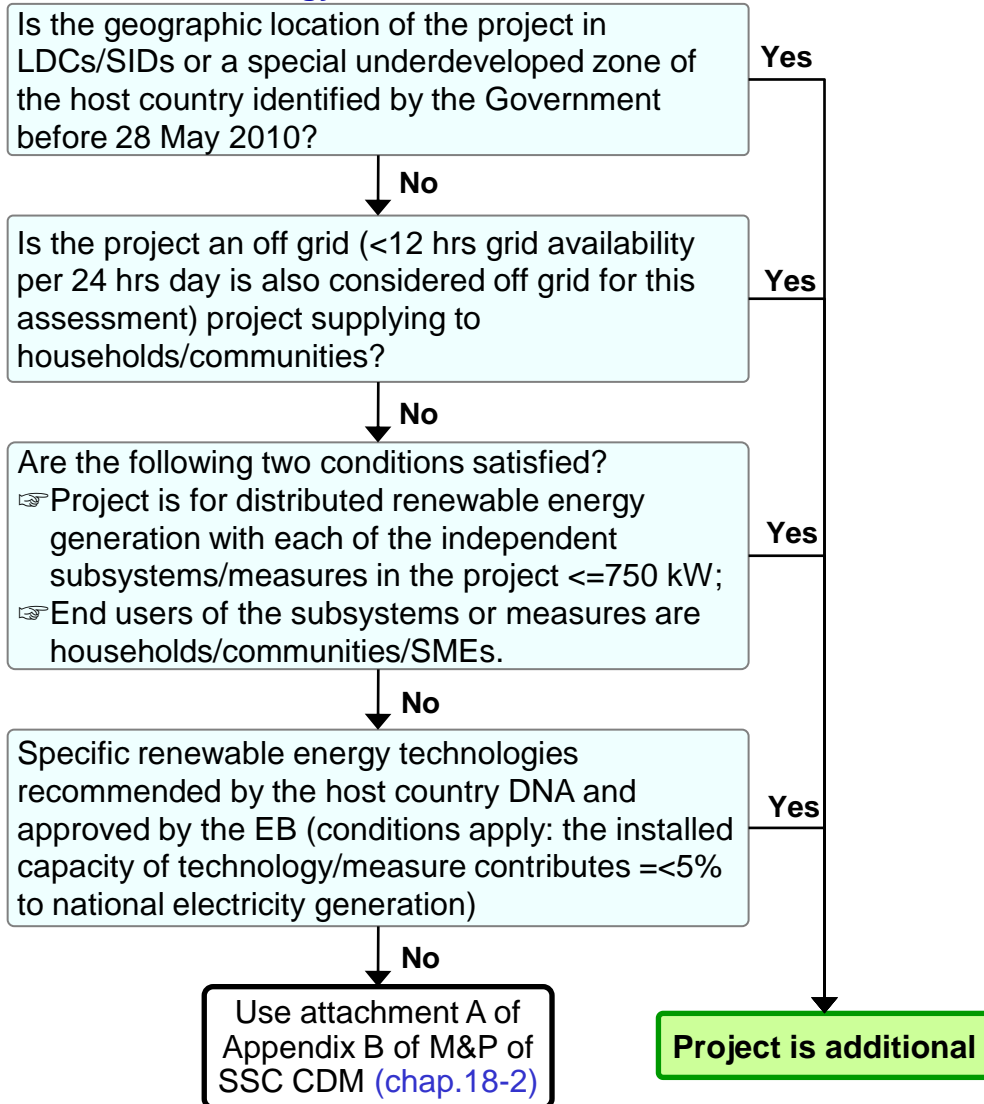 Is the geographic location of the project in
LDCs/SIDs or a special underdeveloped zone of
the host country identified by the Government
before 28 May 2010?
Yes
No
Is the project an off grid (<12 hrs grid availability
per 24 hrs day is also considered off grid for this
assessment) project supplying to
households/communities?
Yes
No
Are the following two conditions satisfied?
☞Project is for distributed renewable energy
generation with each of the independent
subsystems/measures in the project <=750 kW;
☞End users of the subsystems or measures are
households/communities/SMEs.
Yes
No
Specific renewable energy technologies
recommended by the host country DNA and
approved by the EB (conditions apply: the installed
capacity of technology/measure contributes =<5%
to national electricity generation)
Yes
No
Use attachment A of
Appendix B of M&P of
SSC CDM (chap.18-2)
Project is additional